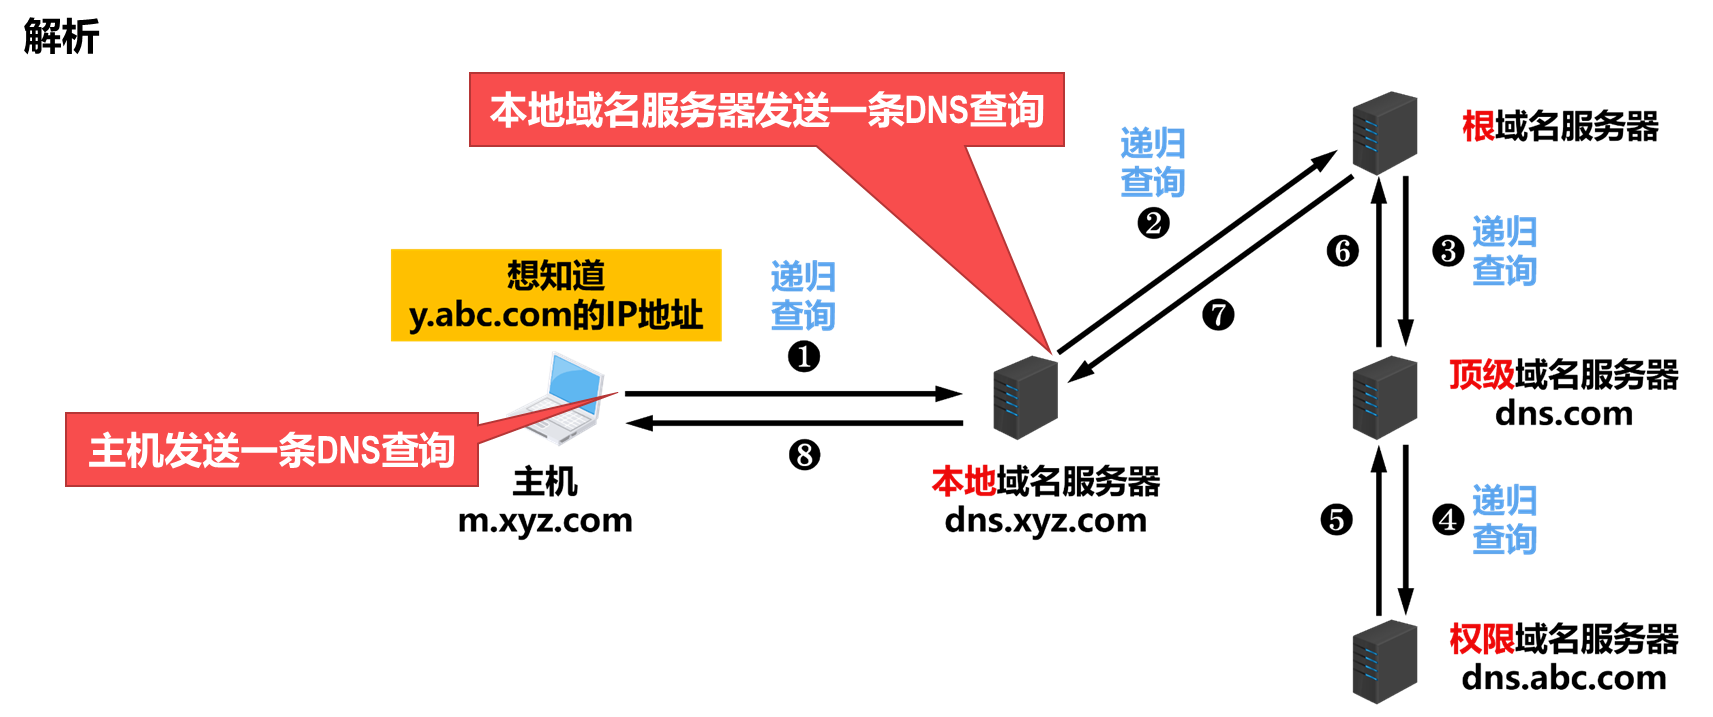 解析
本地域名服务器发送一条DNS查询
递归
查询
❷
根域名服务器
❻
❸
递归
查询
想知道
y.abc.com的IP地址
递归
查询
❶
❼
主机发送一条DNS查询
❽
主机
m.xyz.com
本地域名服务器
dns.xyz.com
顶级域名服务器
dns.com
❺
❹
递归
查询
权限域名服务器
dns.abc.com